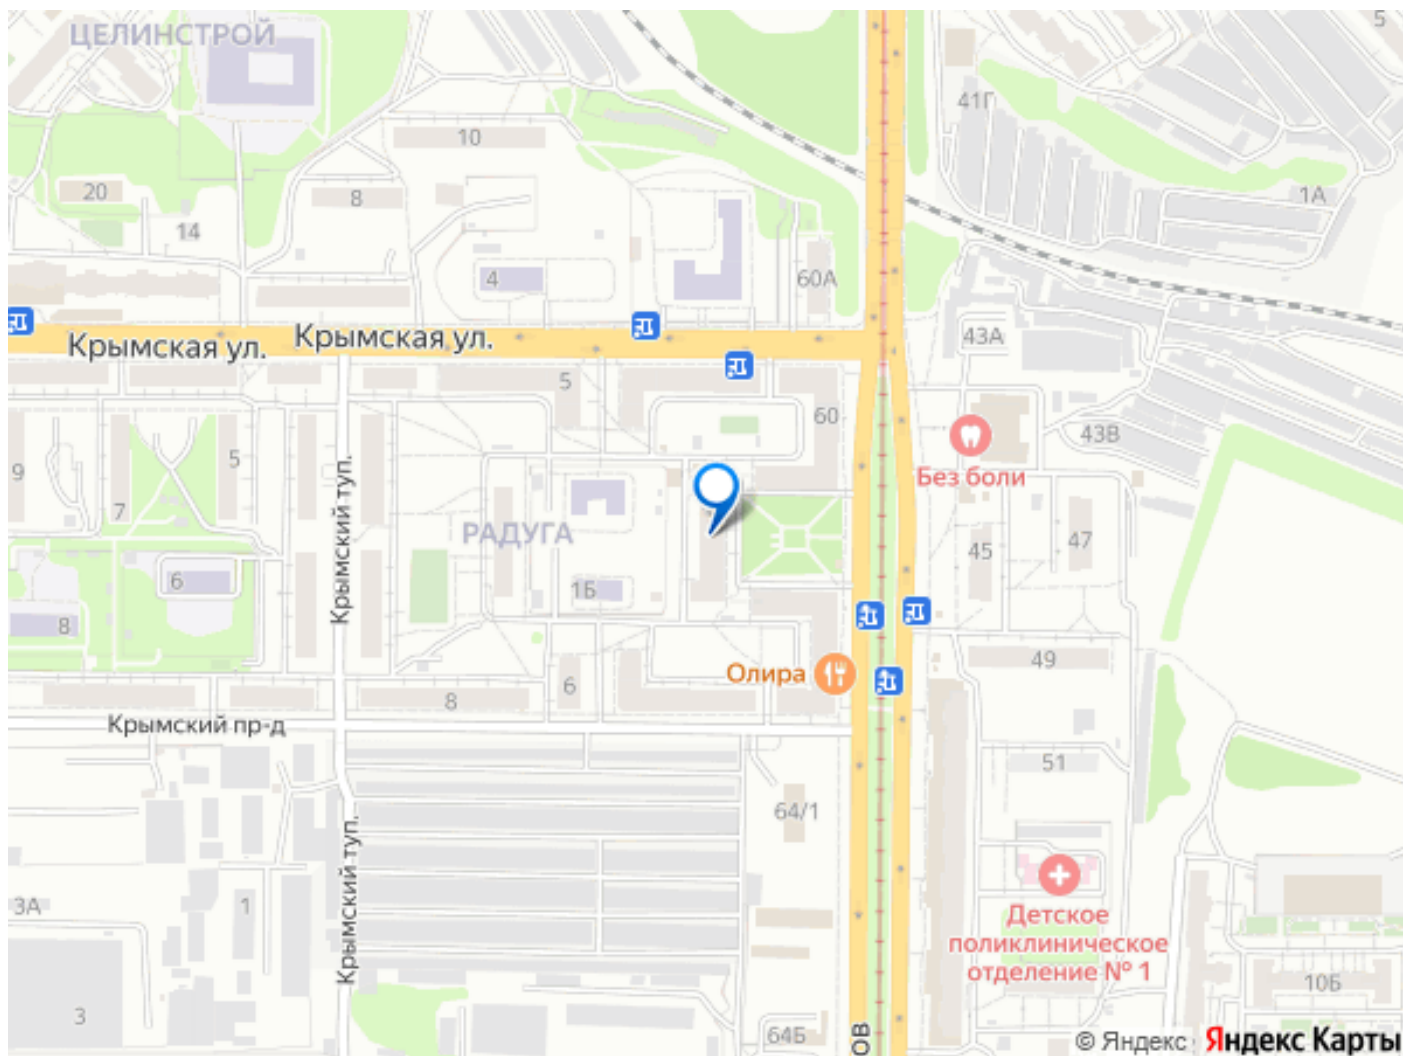 ЦЕЛИНСТРОЙ
5
41Г
10
20
8
1А
14
4
60А
Крымская ул.
Крымская ул.
43А
5
60
43В
9
5
7
Без боли
Крымский туп.
РАДУГА
45
47
6
1Б
8
49
Олира
6
8
Крымский пр-д
51
64/1
Крымский туп.
3А
1
Детское
поликлиническое
отделение № 1
10Б
3
64Б
ОВ
© Яндекс Яндекс Карты